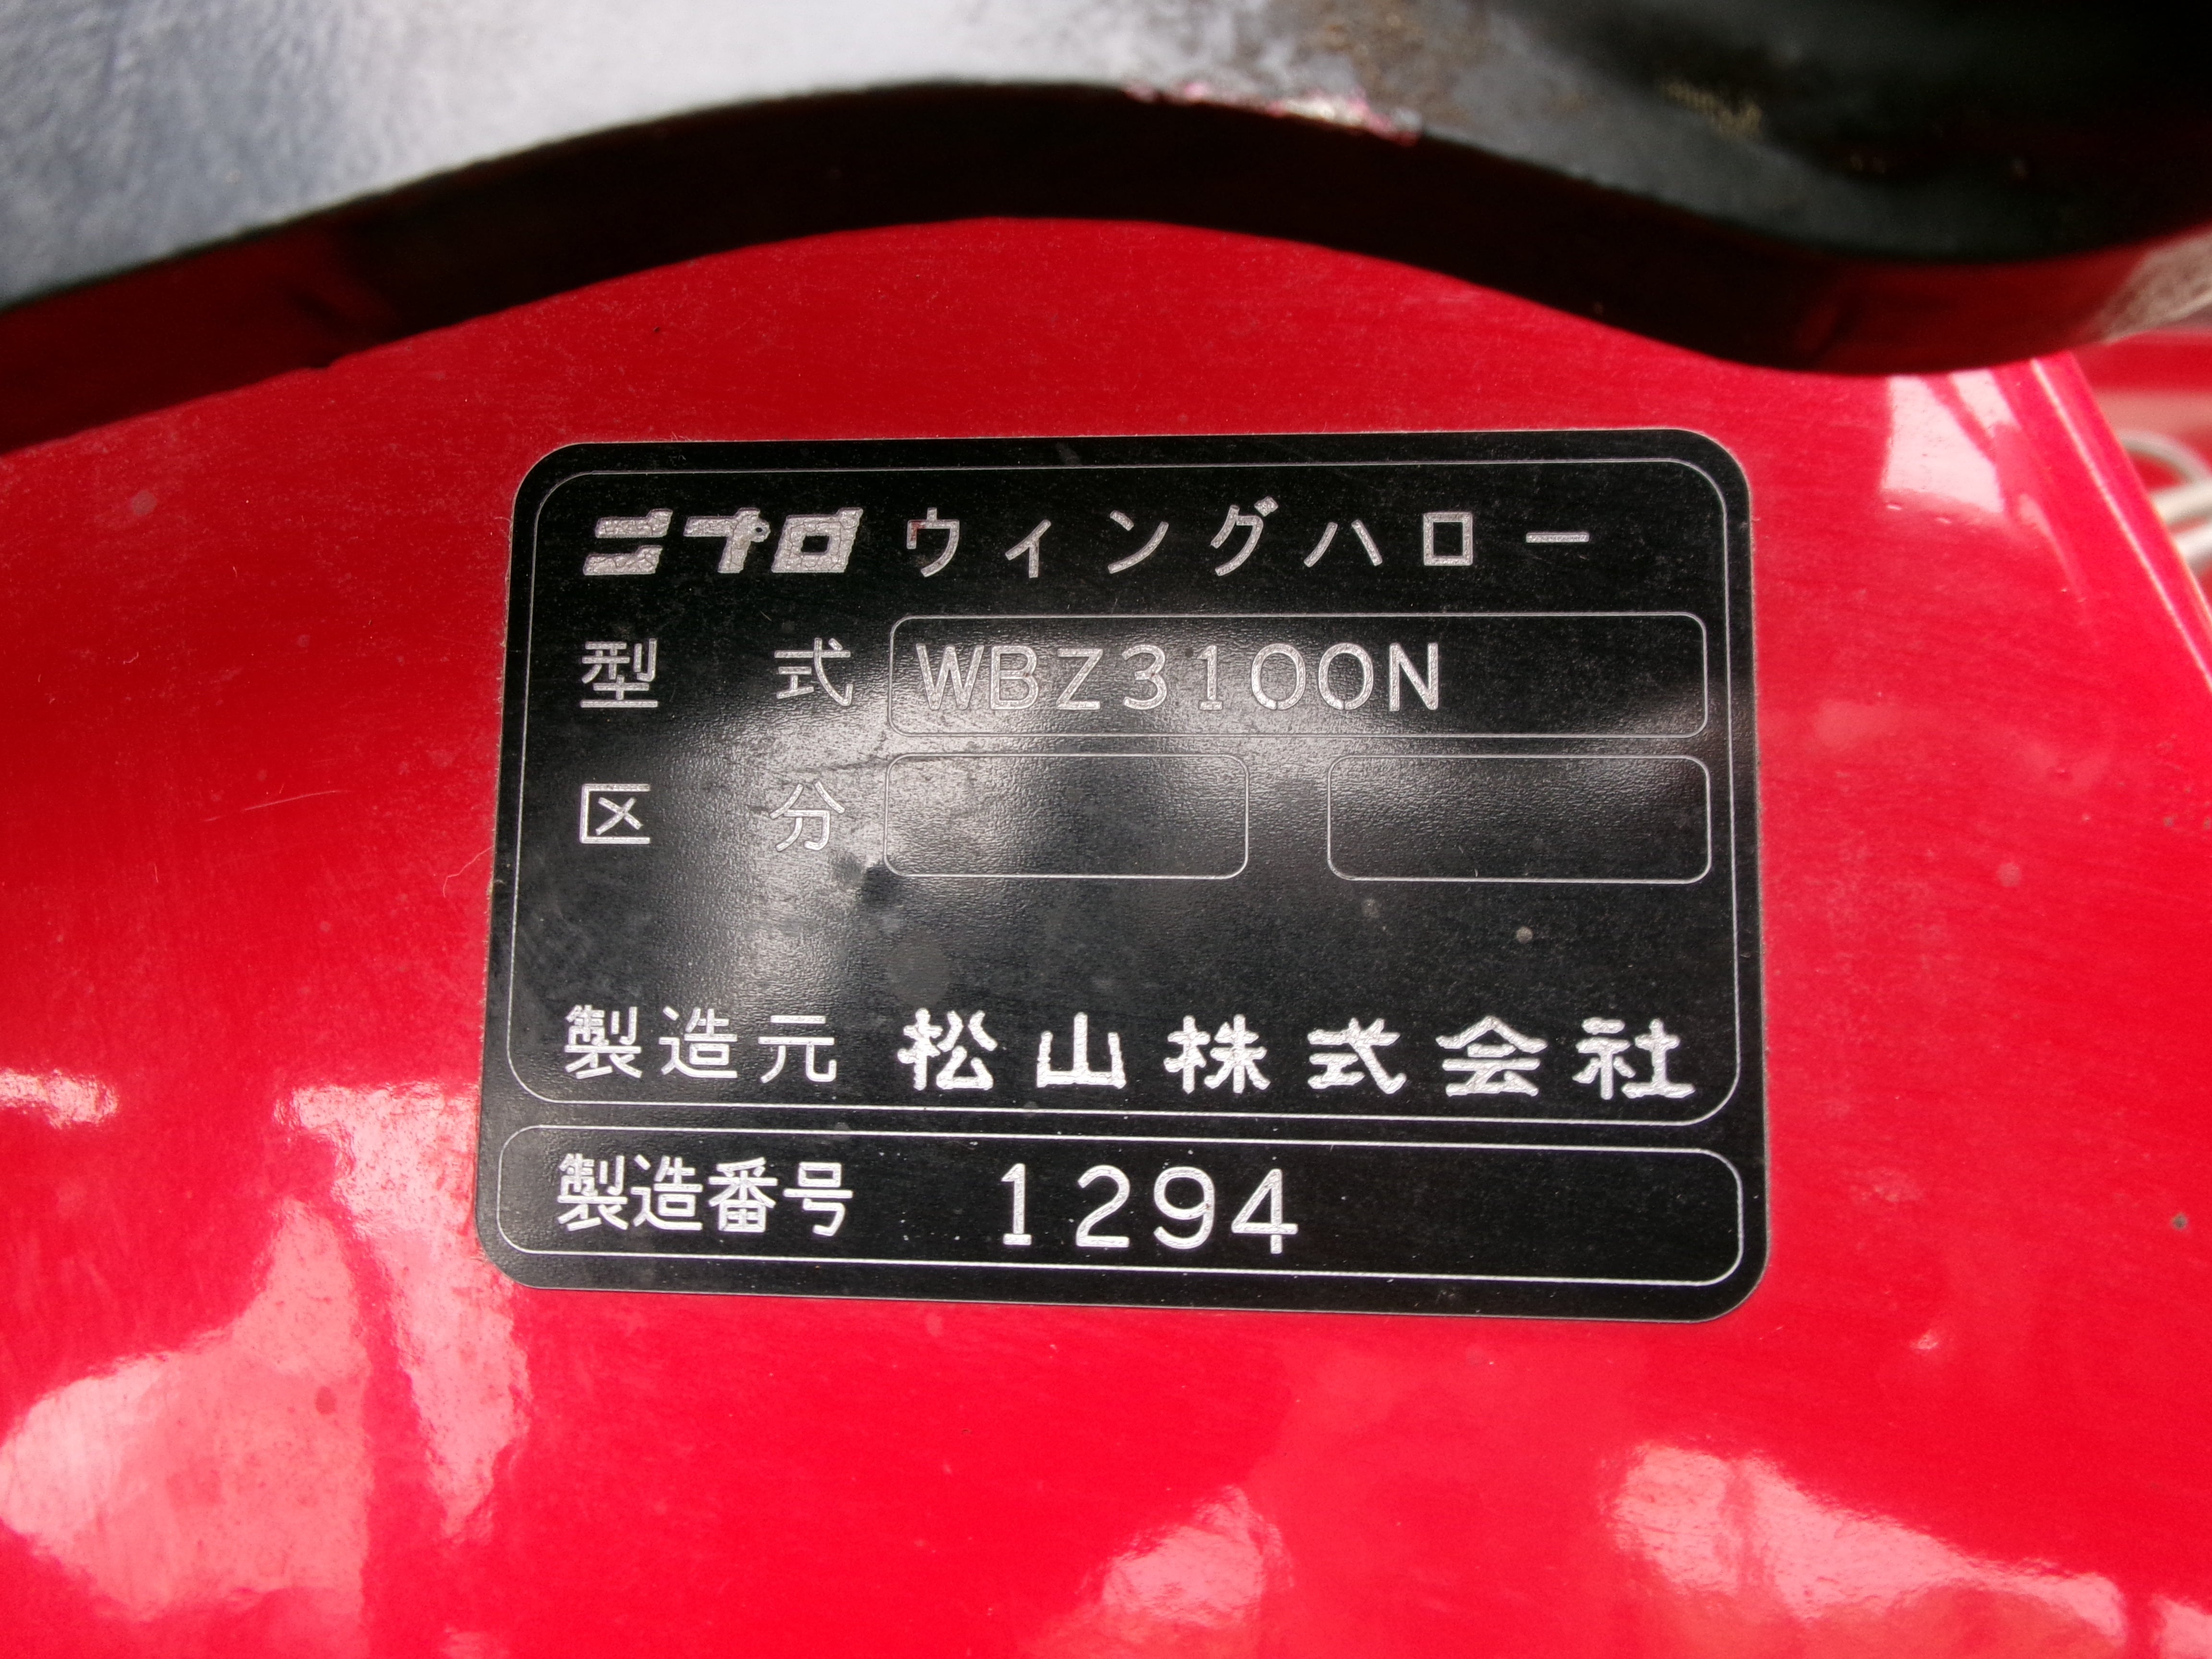 ニプロ ウィングハロー
型式 WBZ3100N
区分
製造元 松山株式会社
製造番号 1294